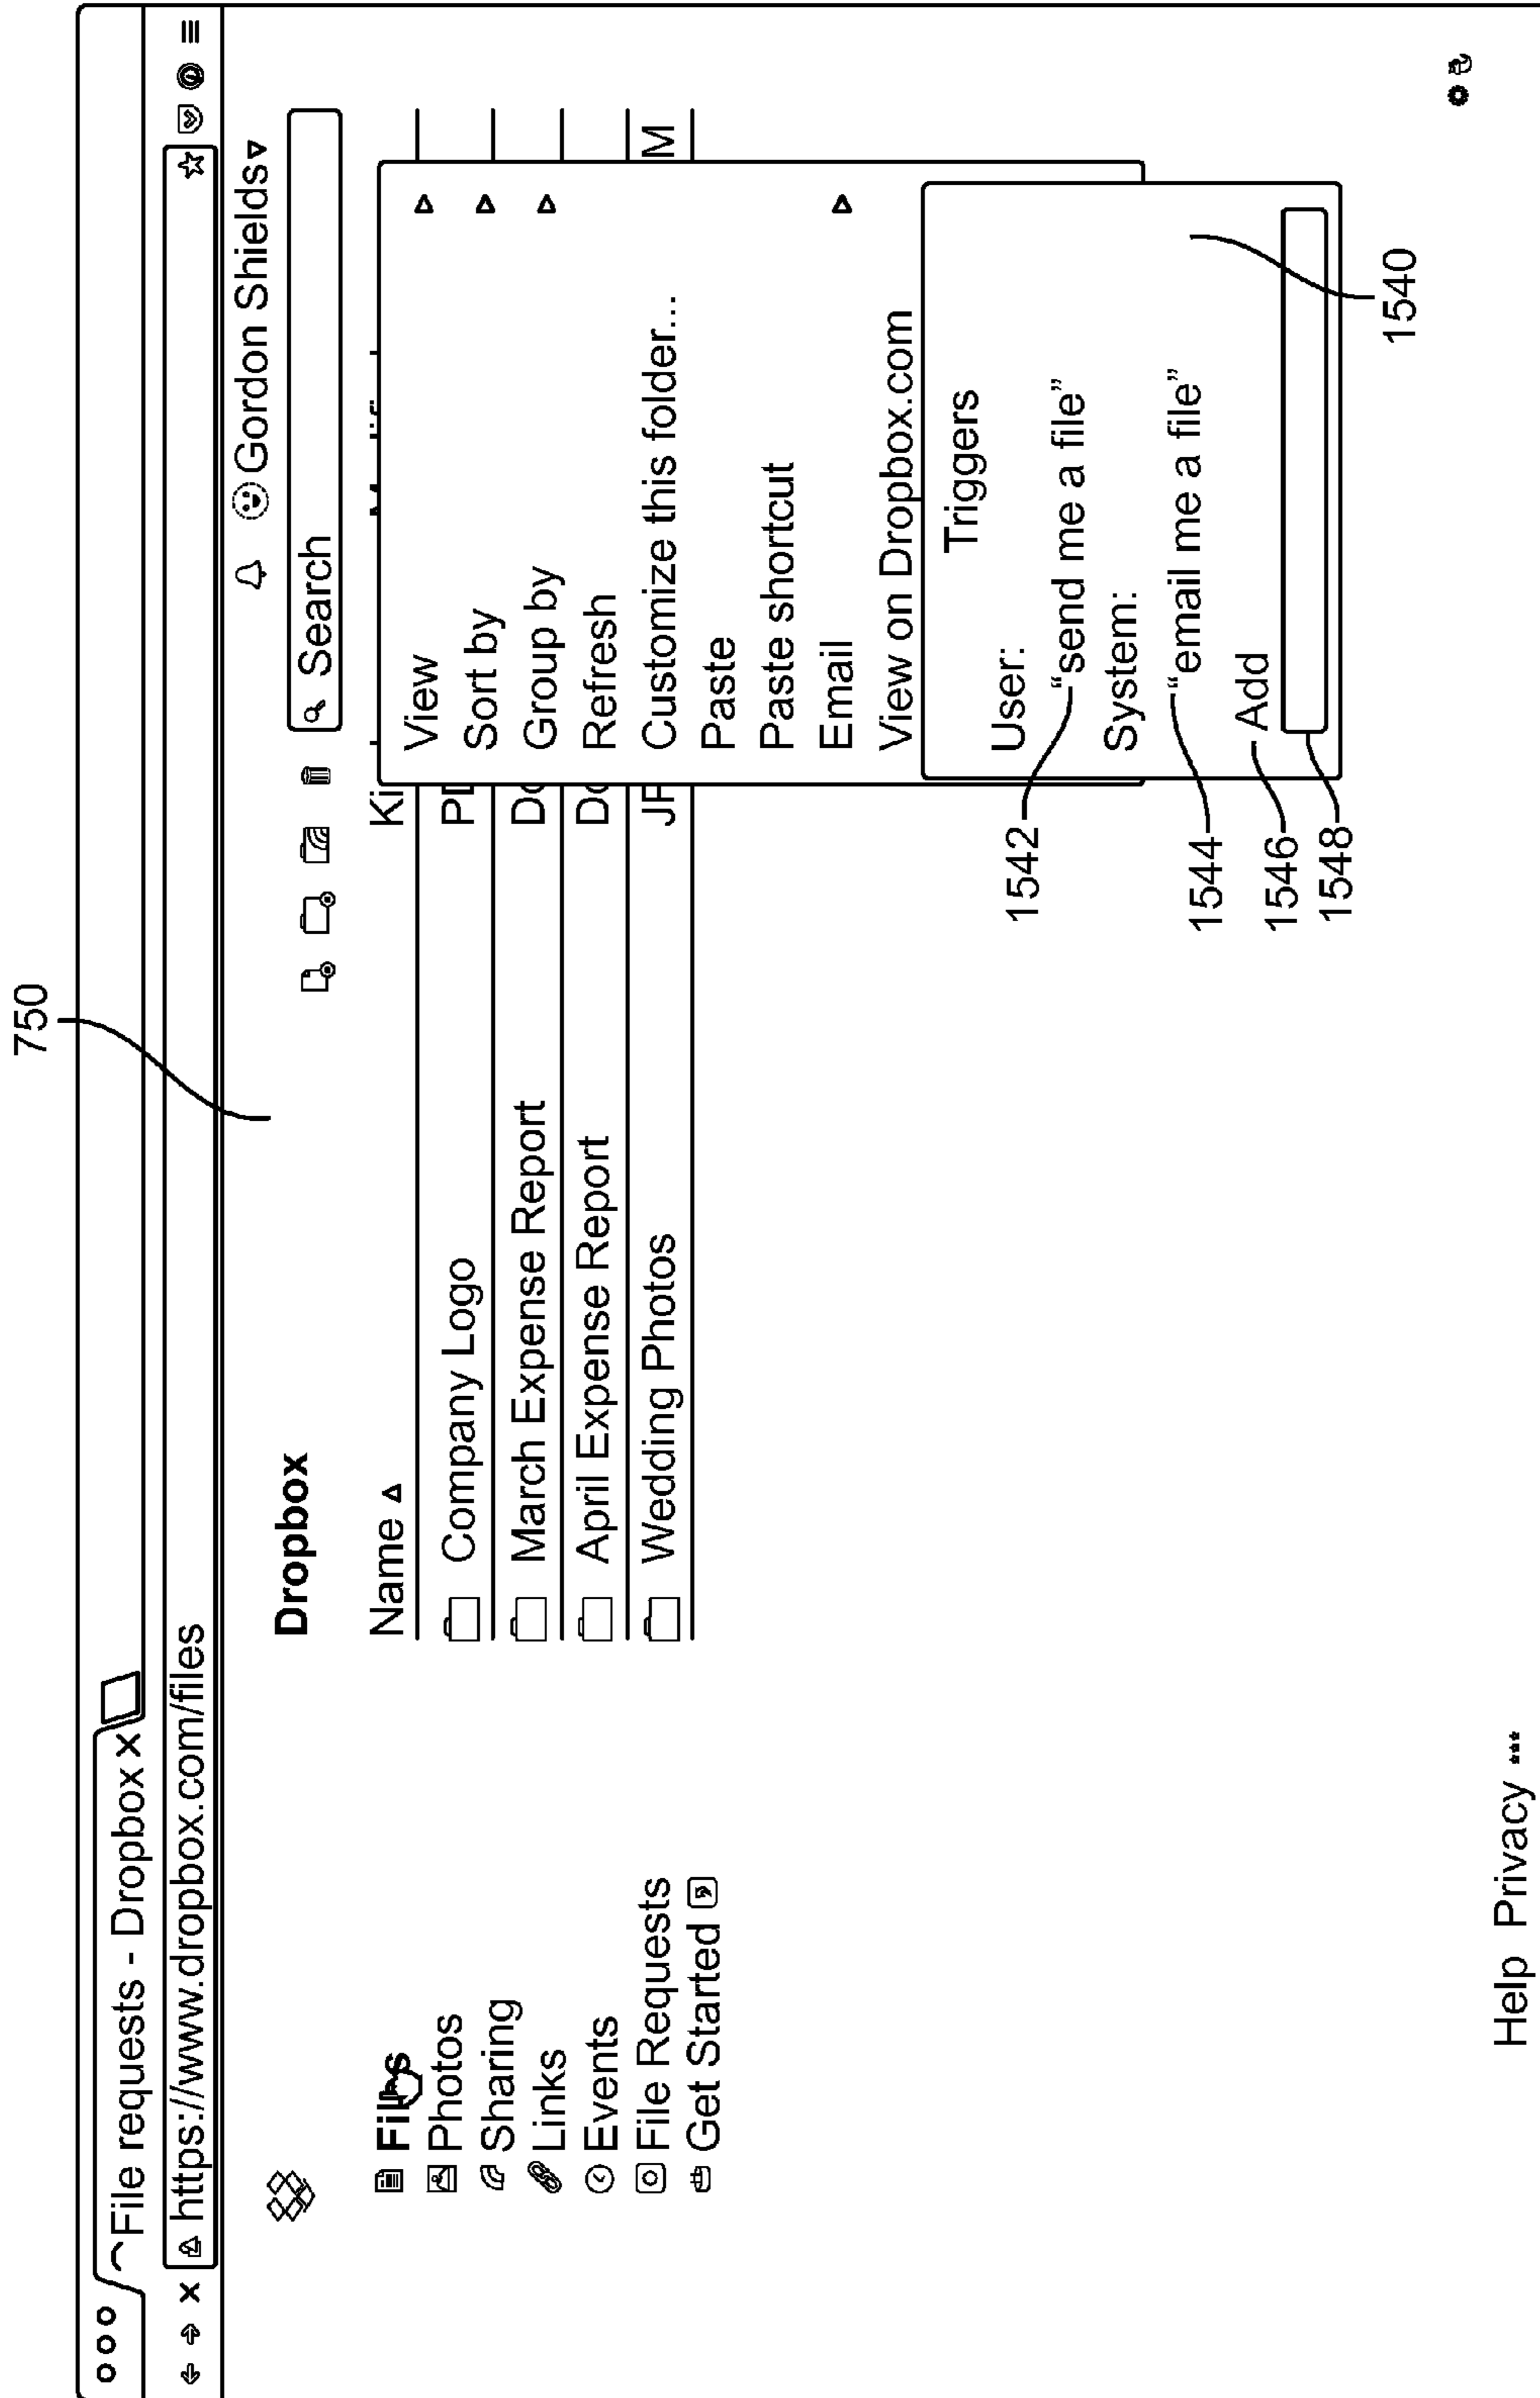 750
File requests - Dropbox x
https://www.dropbox.com/files
Gordon Shields
Dropbox
Search
Files
Photos
Sharing
Links
Events
File Requests
Get Started
Name
Company Logo
March Expense Report
April Expense Report
Wedding Photos
M
View
Sort by
Group by
Refresh
Customize this folder...
Paste
Paste shortcut
Email
View on Dropbox.com
Triggers
User:
1542
“send me a file”
System:
1544
“email me a file”
1546
Add
1548
1540
Help Privacy